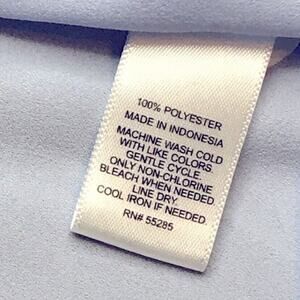 100% POLYESTER
MADE IN INDONESIA
MACHINE WASH COLD
WITH LIKE COLORS.
GENTLE CYCLE.
ONLY NON-CHLORINE
BLEACH WHEN NEEDED.
LINE DRY.
COOL IRON IF NEEDED.
RN# 55285